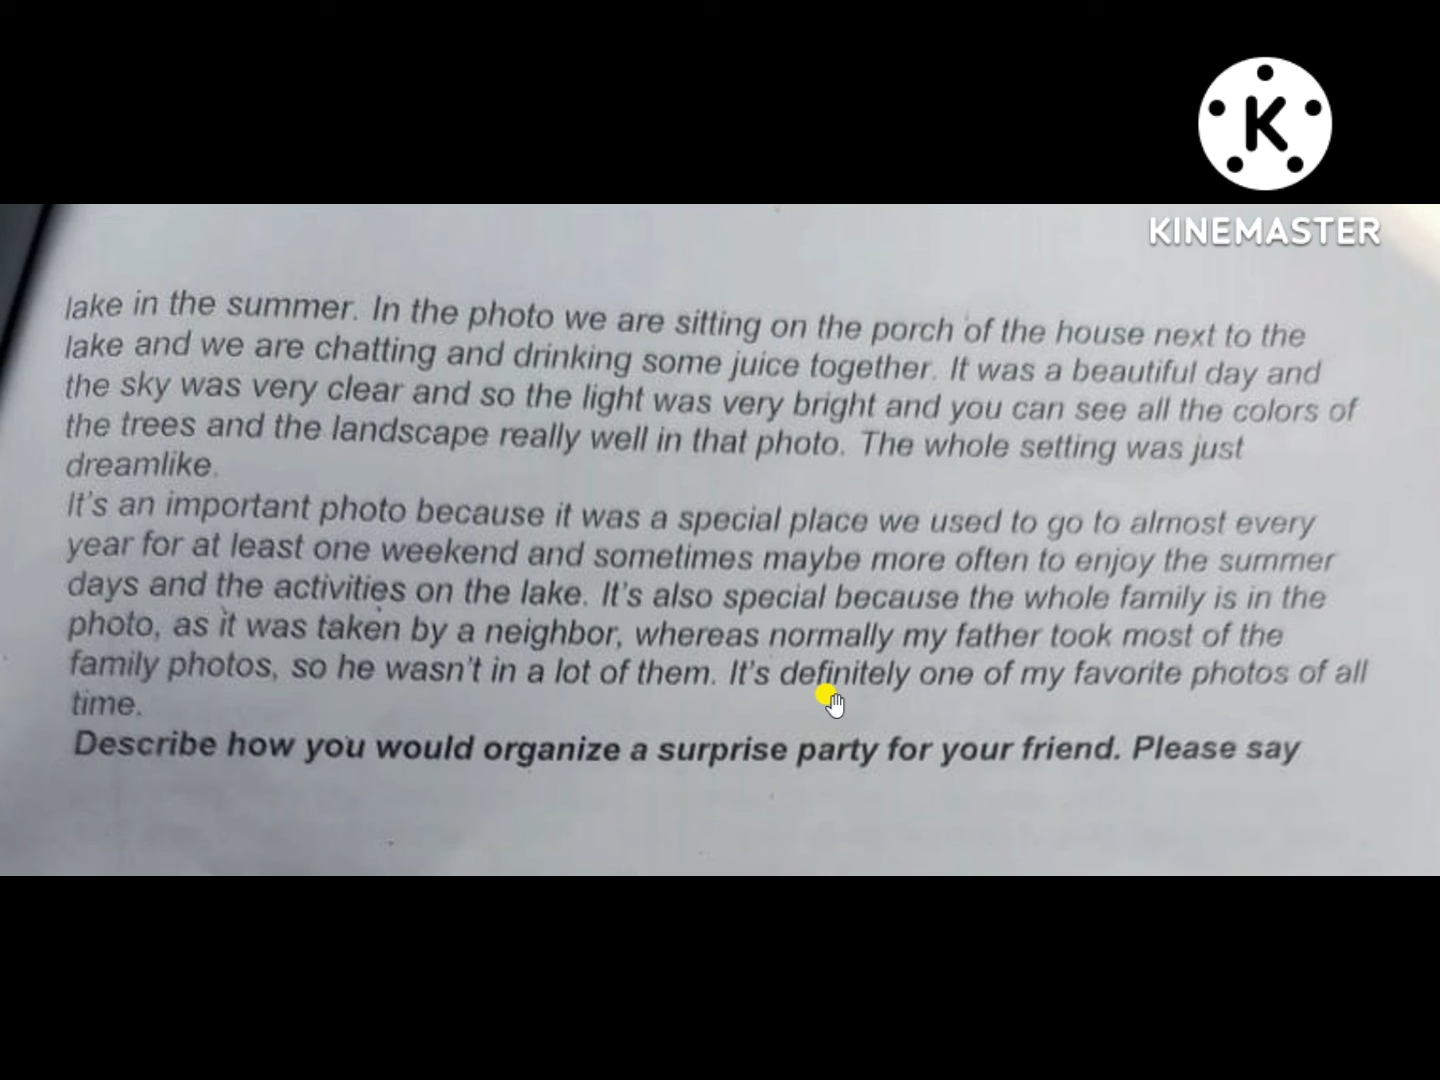 KINEMASTER
lake in the summer. In the photo we are sitting on the porch of the house next to the
lake and we are chatting and drinking some juice together. It was a beautiful day and
the sky was very clear and so the light was very bright and you can see all the colors of
the trees and the landscape really well in that photo. The whole setting was just
dreamlike.
It's an important photo because it was a special place we used to go to almost every
year for at least one weekend and sometimes maybe more often to enjoy the summer
days and the activities on the lake. It's also special because the whole family is in the
photo, as it was taken by a neighbor, whereas normally my father took most of the
family photos, so he wasn't in a lot of them. It's definitely one of my favorite photos of all
time.
Describe how you would organize a surprise party for your friend. Please say